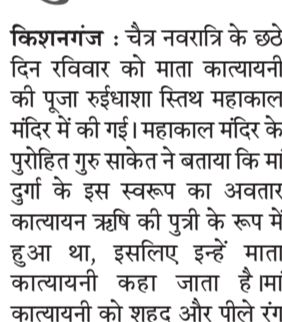 किशनगंज : चैत्र नवरात्रि के छठे
दिन रविवार को माता कात्यायनी
की पूजा रुईधाशा स्तिथ महाकाल
मंदिर में की गई। महाकाल मंदिर के
पुरोहित गुरु साकेत ने बताया कि मां
दुर्गा के इस स्वरूप का अवतार
कात्यायन ऋषि की पुत्री के रूप में
हुआ था, इसलिए इन्हें माता
कात्यायनी कहा जाता है।मां
कात्यायनी को शहद और पीले रंग